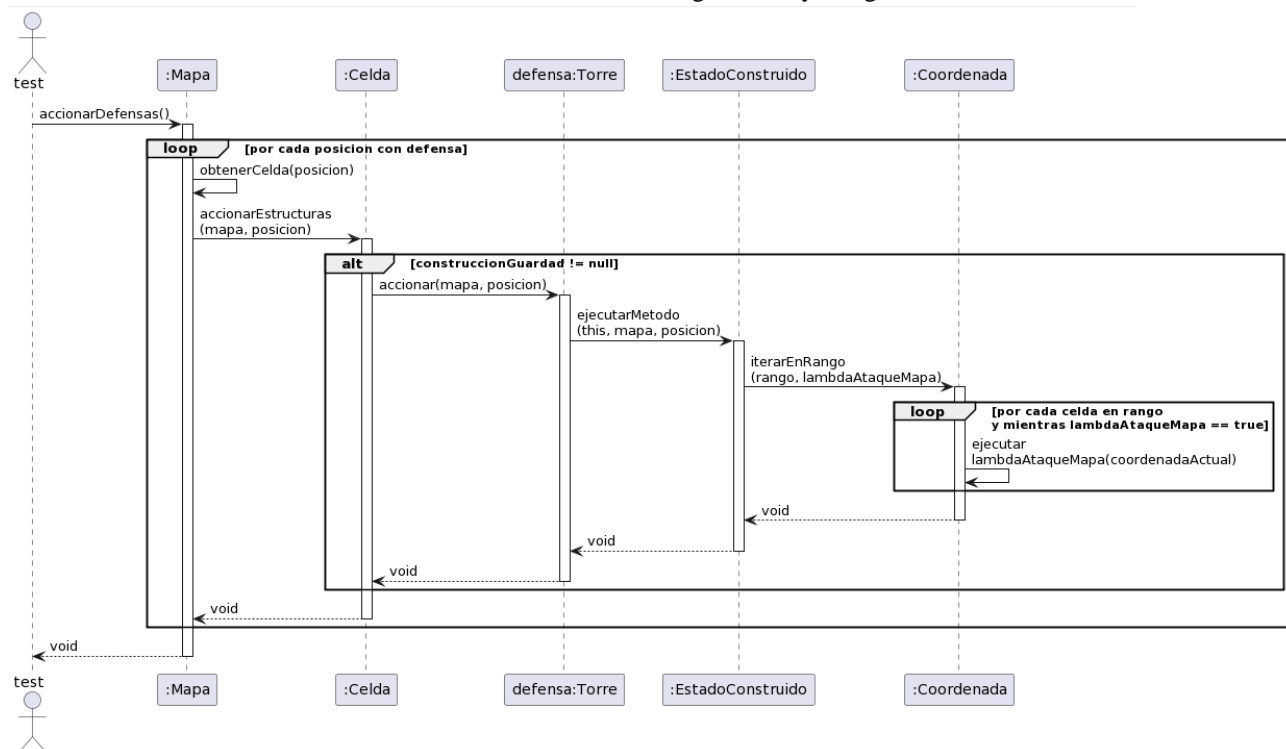 test
:Mapa
:Celda
defensa:Torre
:EstadoConstruido
:Coordenada
accionarDefensas()
loop
[por cada posicion con defensa]
obtenerCelda(posicion)
accionarEstructuras
(mapa, posicion)
alt
[construccionGuardad != null]
accionar(mapa, posicion)
ejecutarMetodo
(this, mapa, posicion)
iterarEnRango
(rango, lambdaAtaqueMapa)
loop
[por cada celda en rango
y mientras lambdaAtaqueMapa == true]
ejecutar
lambdaAtaqueMapa(coordenadaActual)
void
void
void
void
void
test
:Mapa
:Celda
defensa:Torre
:EstadoConstruido
:Coordenada